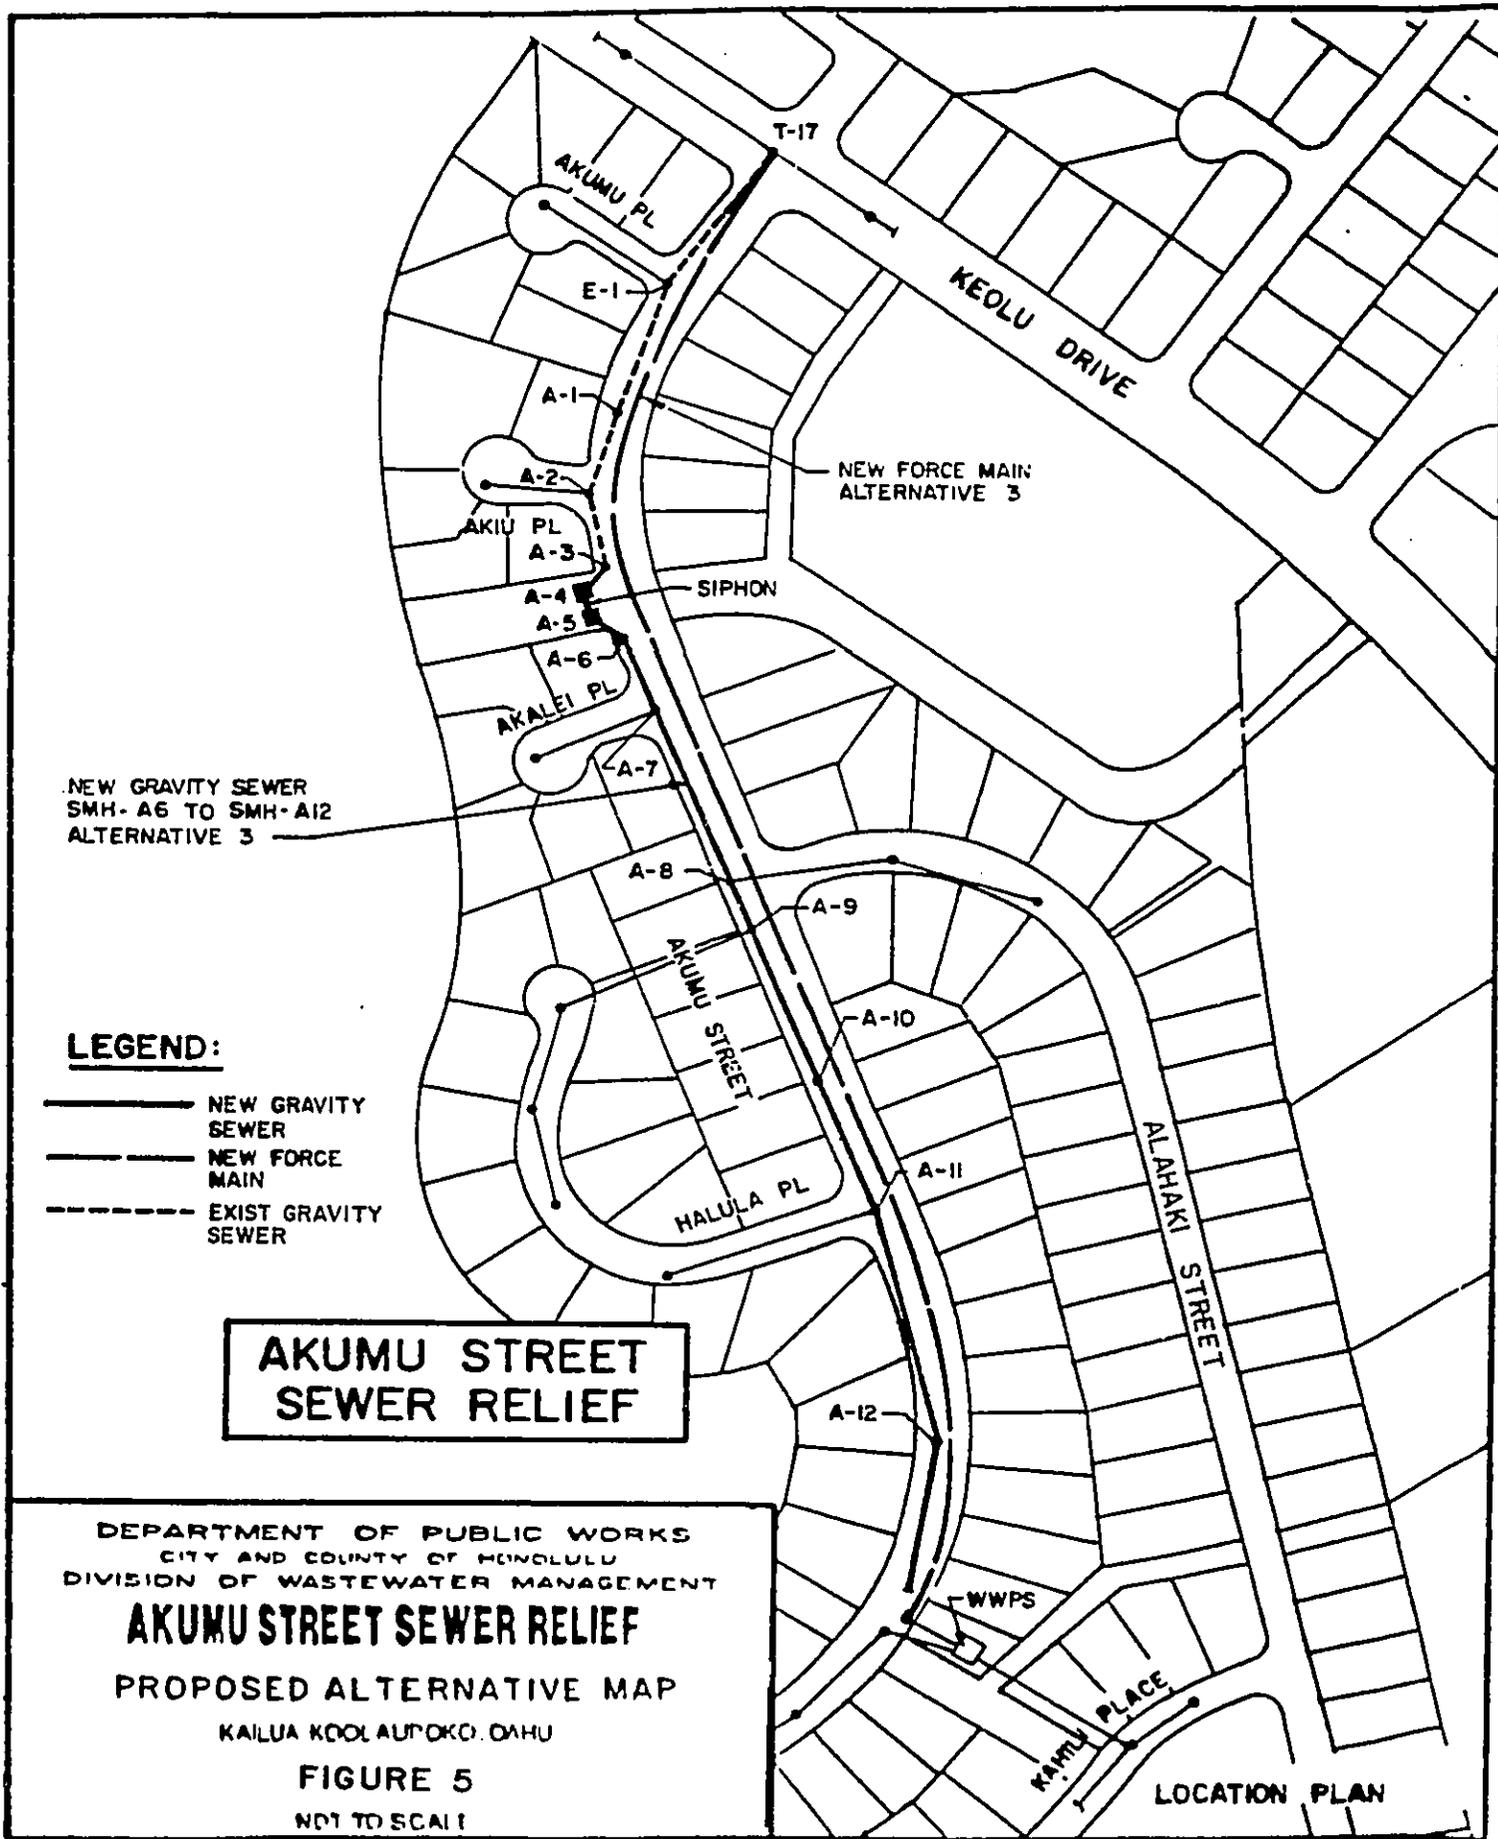 T-17
AKUMU PL
E-1
KEOLU DRIVE
A-1
NEW FORCE MAIN
ALTERNATIVE 3
A-2
AKIU PL
A-3
A-4
SIPHON
A-5
A-6
AKALEI PL
A-7
NEW GRAVITY SEWER
SMH-A6 TO SMH-A12
ALTERNATIVE 3
A-8
A-9
AKUMU STREET
A-10
LEGEND:
NEW GRAVITY
SEWER
NEW FORCE
MAIN
EXIST GRAVITY
SEWER
A-11
HALULA PL
ALAHAKI STREET
AKUMU STREET
SEWER RELIEF
A-12
WWPS
PLACE
LOCATION PLAN
DEPARTMENT OF PUBLIC WORKS
CITY AND COUNTY OF HONOLULU
DIVISION OF WASTEWATER MANAGEMENT
AKUMU STREET SEWER RELIEF
PROPOSED ALTERNATIVE MAP
KAILUA KOOLAUPOKO, OAHU
FIGURE 5
NOT TO SCALE